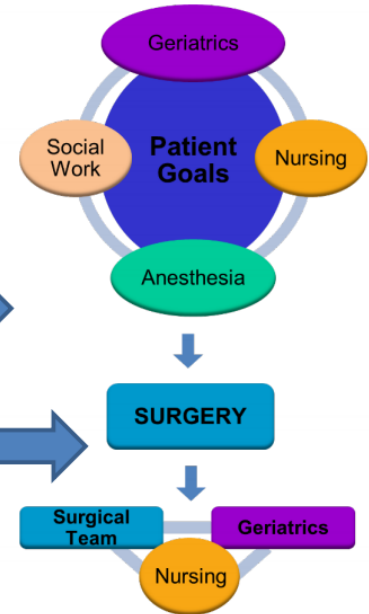 Geriatrics
Social
Work
Patient
Goals
Nursing
Anesthesia
SURGERY
Surgical
Team
Geriatrics
Nursing